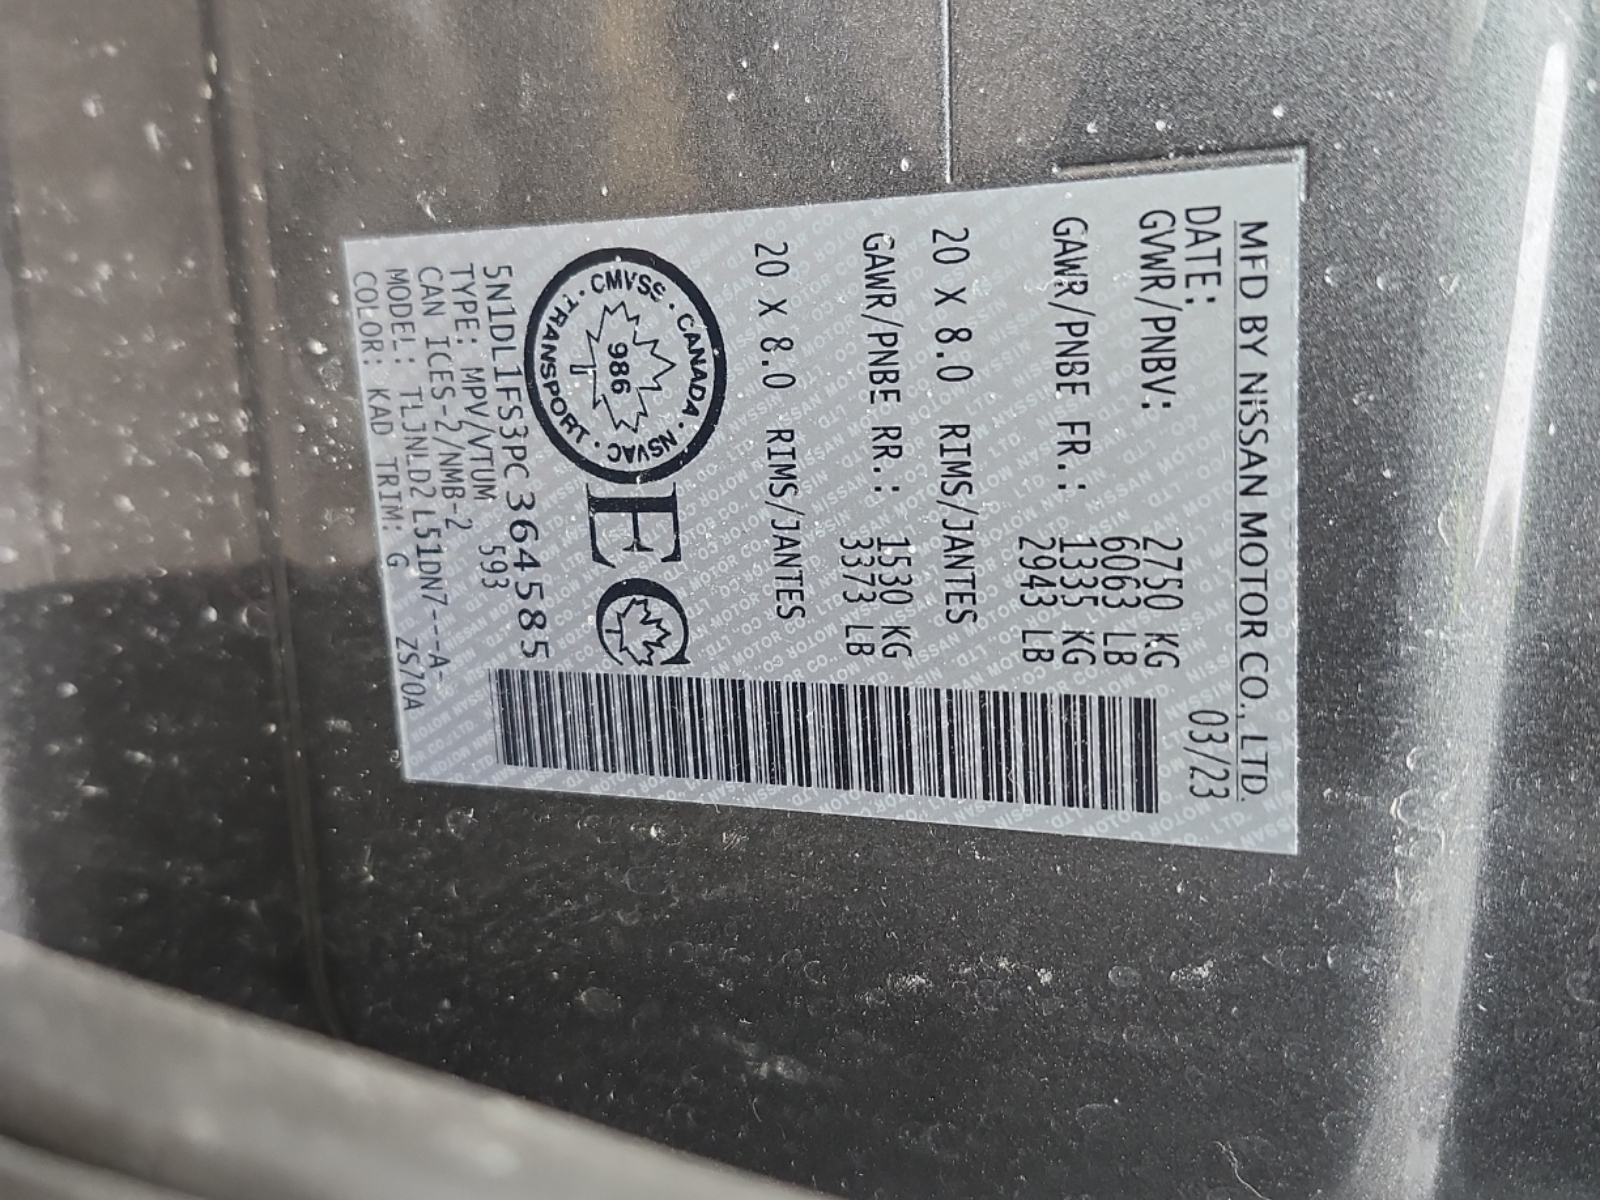 MFD BY NISSAN MOTOR CO., LTD.
DATE: 03/23
GVWR/PNBV: 2750 KG
6063 LB
GAWR/PNBE FR.: 1335 KG
2943 LB
20 X 8.0 RIMS/JANTES
GAWR/PNBE RR.: 1530 KG
3373 LB
20 X 8.0 RIMS/JANTES
CMVSS · CANADA · NSVAC · TRANSPORT ·
986
EC
5N1DL1FS3PC364585
TYPE: MPV/VTUM 593
CAN ICES-2/NMB-2
MODEL: TLJNLD2 L51DN7---A-
COLOR: KAD TRIM: G ZS70A